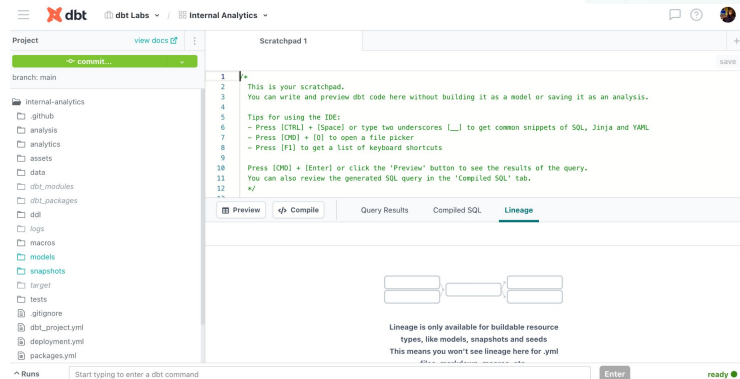 dbt
dbt Labs
/
Internal Analytics
Project
view docs
commit...
branch: main
internal-analytics
.github
analysis
analytics
assets
data
dbt_modules
dbt_packages
ddl
logs
macros
models
snapshots
target
tests
.gitignore
dbt_project.yml
deployment.yml
packages.yml
Scratchpad 1
+
save
1 /*
2 This is your scratchpad.
3 You can write and preview dbt code here without building it as a model or saving it as an analysis.
4
5 Tips for using the IDE:
6 - Press [CTRL] + [Space] or type two underscores [__] to get common snippets of SQL, Jinja and YAML
7 - Press [CMD] + [O] to open a file picker
8 - Press [F1] to get a list of keyboard shortcuts
9
10 Press [CMD] + [Enter] or click the 'Preview' button to see the results of the query.
11 You can also review the generated SQL query in the 'Compiled SQL' tab.
12 */
Preview
</> Compile
Query Results
Compiled SQL
Lineage
Lineage is only available for buildable resource
types, like models, snapshots and seeds
This means you won't see lineage here for .yml
Runs
Start typing to enter a dbt command
Enter
ready